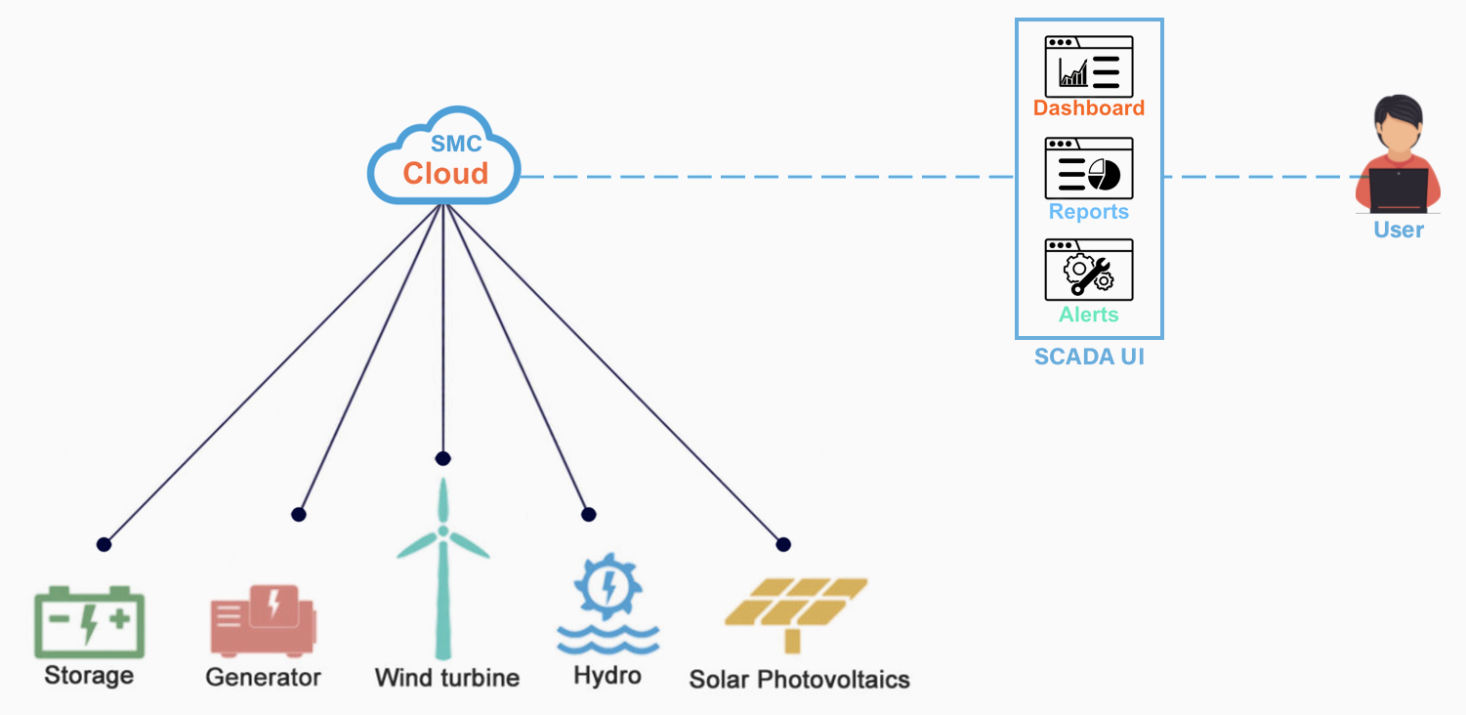 SMC
Cloud
Dashboard
Reports
Alerts
SCADA UI
User
Storage
Generator
Wind turbine
Hydro
Solar Photovoltaics